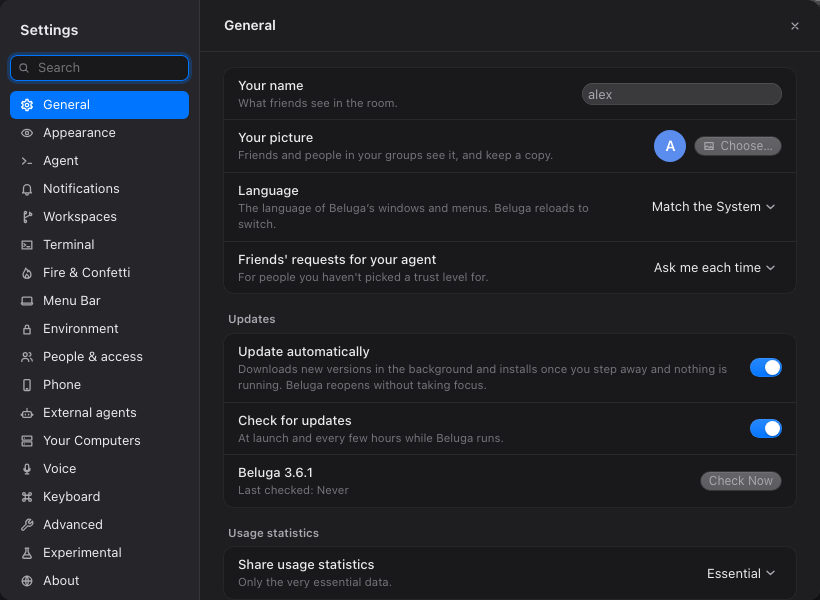 Settings
Search
General
Appearance
Agent
Notifications
Workspaces
Terminal
Fire & Confetti
Menu Bar
Environment
People & access
Phone
External agents
Your Computers
Voice
Keyboard
Advanced
Experimental
About
General
Your name
What friends see in the room.
alex
Your picture
Friends and people in your groups see it, and keep a copy.
A
Choose...
Language
The language of Beluga's windows and menus. Beluga reloads to
switch.
Match the System
Friends' requests for your agent
For people you haven't picked a trust level for.
Ask me each time
Updates
Update automatically
Downloads new versions in the background and installs once you step away and nothing is
running. Beluga reopens without taking focus.
Check for updates
At launch and every few hours while Beluga runs.
Beluga 3.6.1
Last checked: Never
Check Now
Usage statistics
Share usage statistics
Only the very essential data.
Essential